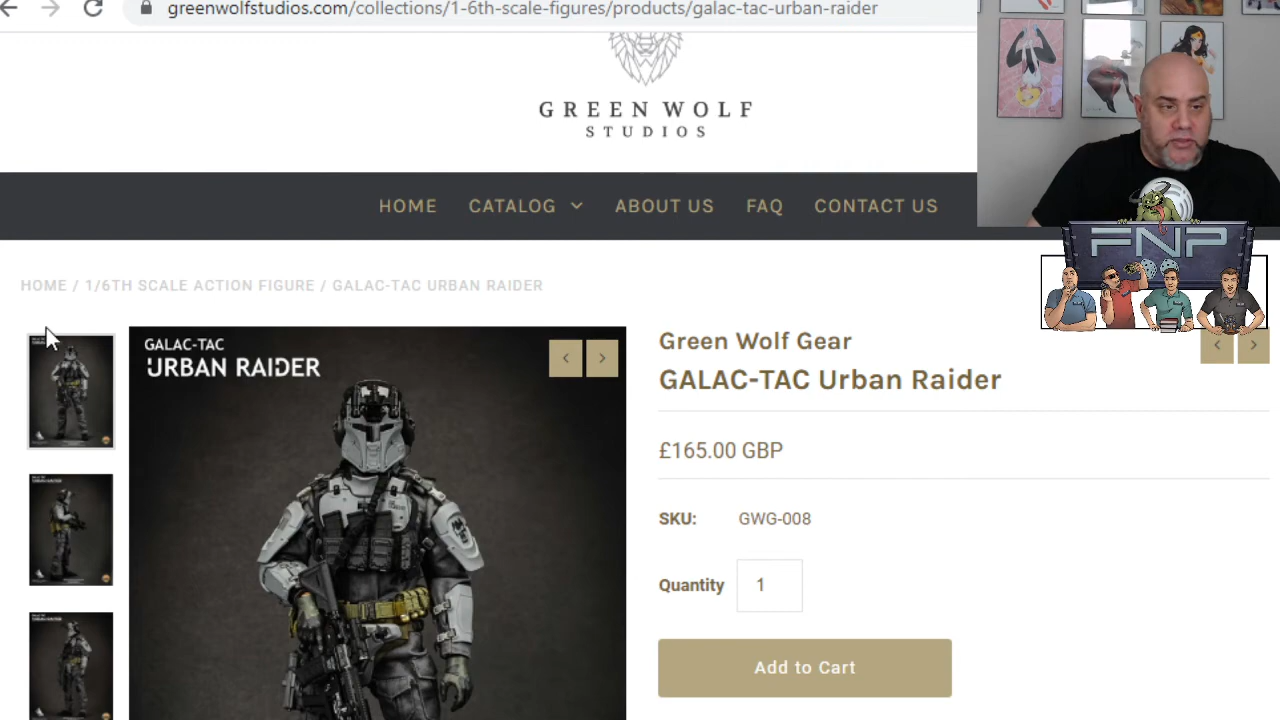 greenwolfstudios.com/collections/1-6th-scale-figures/products/galac-tac-urban-raider
GREEN WOLF
STUDIOS
HOME CATALOG ABOUT US FAQ CONTACT US
FNP
HOME / 1/6TH SCALE ACTION FIGURE / GALAC-TAC URBAN RAIDER
GALAC-TAC
URBAN RAIDER
Green Wolf Gear
GALAC-TAC Urban Raider
£165.00 GBP
SKU: GWG-008
Quantity 1
Add to Cart